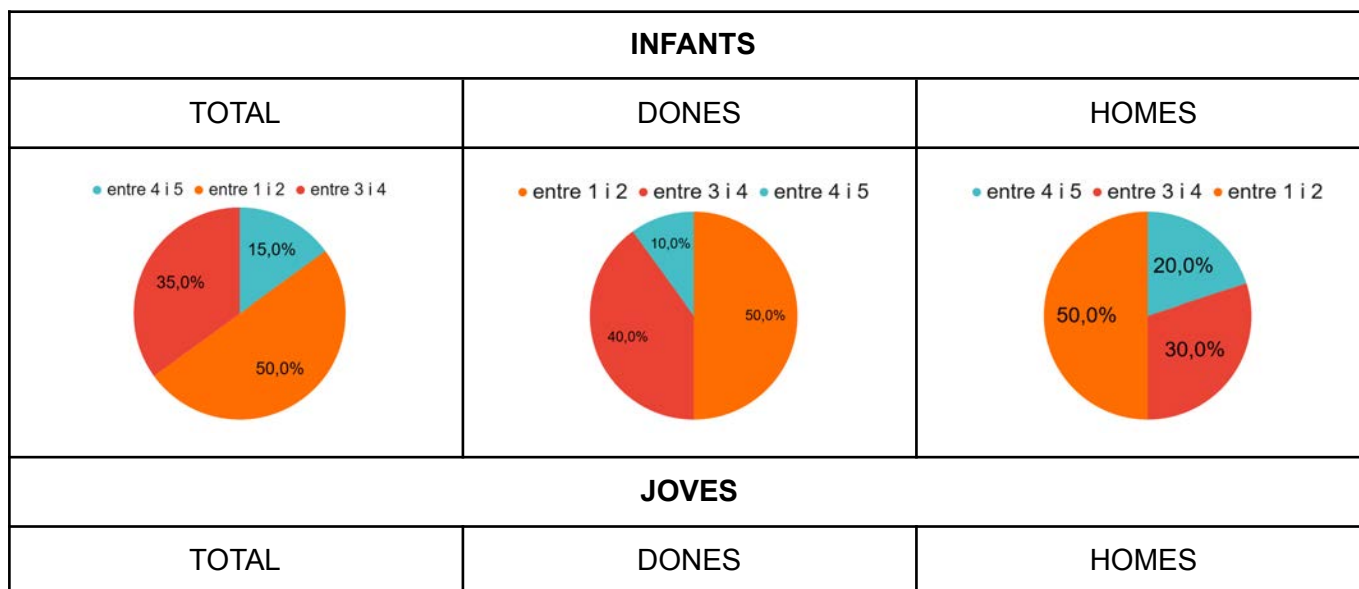 INFANTS
TOTAL DONES HOMES
entre 4 i 5 entre 1 i 2 entre 3 i 4
15,0%
35,0%
50,0%
entre 1 i 2 entre 3 i 4 entre 4 i 5
10,0%
50,0%
40,0%
entre 4 i 5 entre 3 i 4 entre 1 i 2
20,0%
50,0%
30,0%
JOVES
TOTAL DONES HOMES